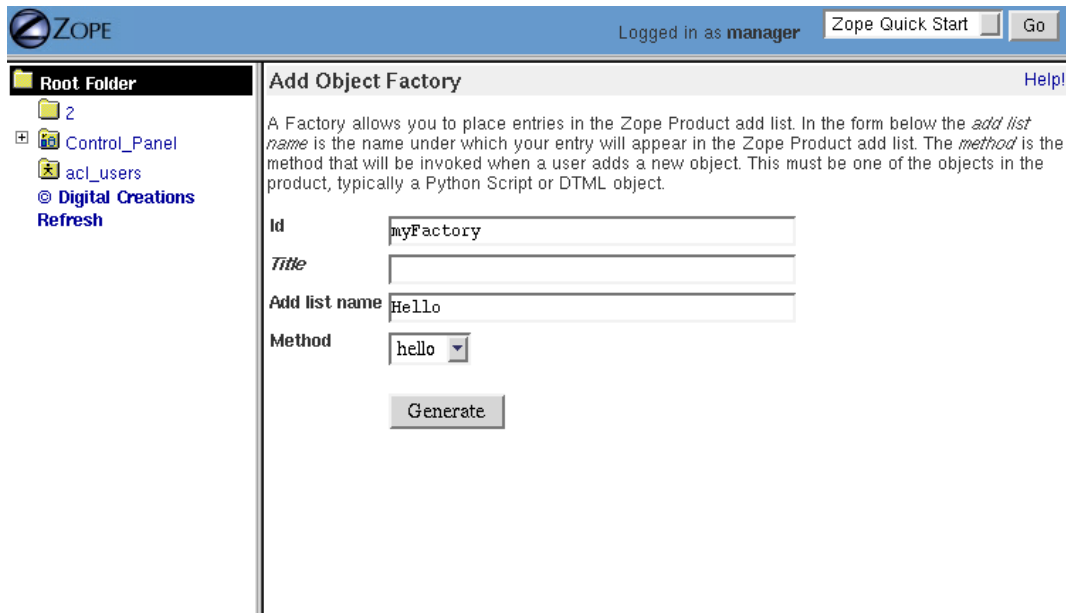 ZOPE
Logged in as manager
Zope Quick Start
Go
Root Folder
2
Control_Panel
acl_users
© Digital Creations
Refresh
Add Object Factory
Help!
A Factory allows you to place entries in the Zope Product add list. In the form below the add list
name is the name under which your entry will appear in the Zope Product add list. The method is the
method that will be invoked when a user adds a new object. This must be one of the objects in the
product, typically a Python Script or DTML object.
Id
myFactory
Title
Add list name
Hello
Method
hello
Generate